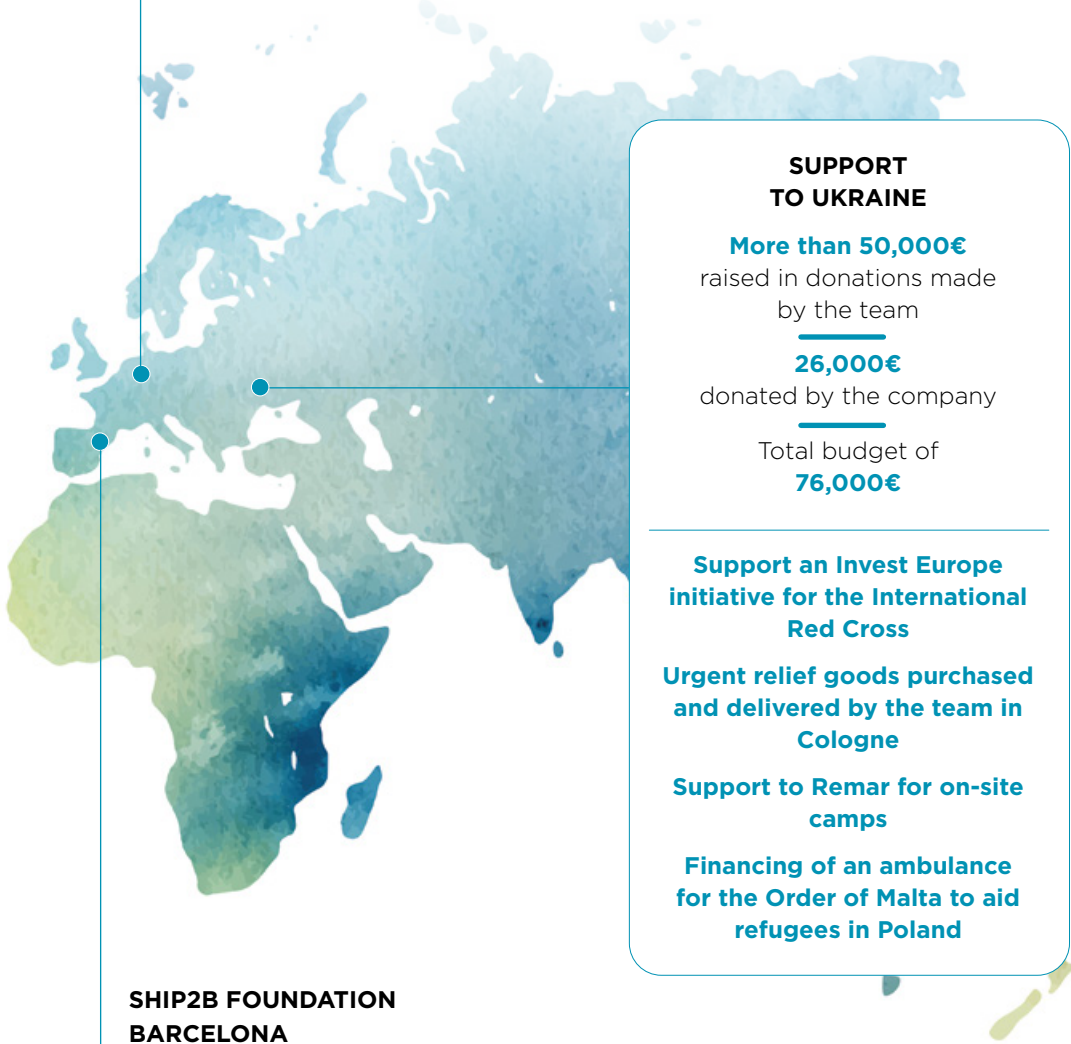 SUPPORT
TO UKRAINE
More than 50,000€
raised in donations made
by the team
26,000€
donated by the company
Total budget of
76,000€
Support an Invest Europe
initiative for the International
Red Cross
Urgent relief goods purchased
and delivered by the team in
Cologne
Support to Remar for on-site
camps
Financing of an ambulance
for the Order of Malta to aid
refugees in Poland
SHIP2B FOUNDATION
BARCELONA